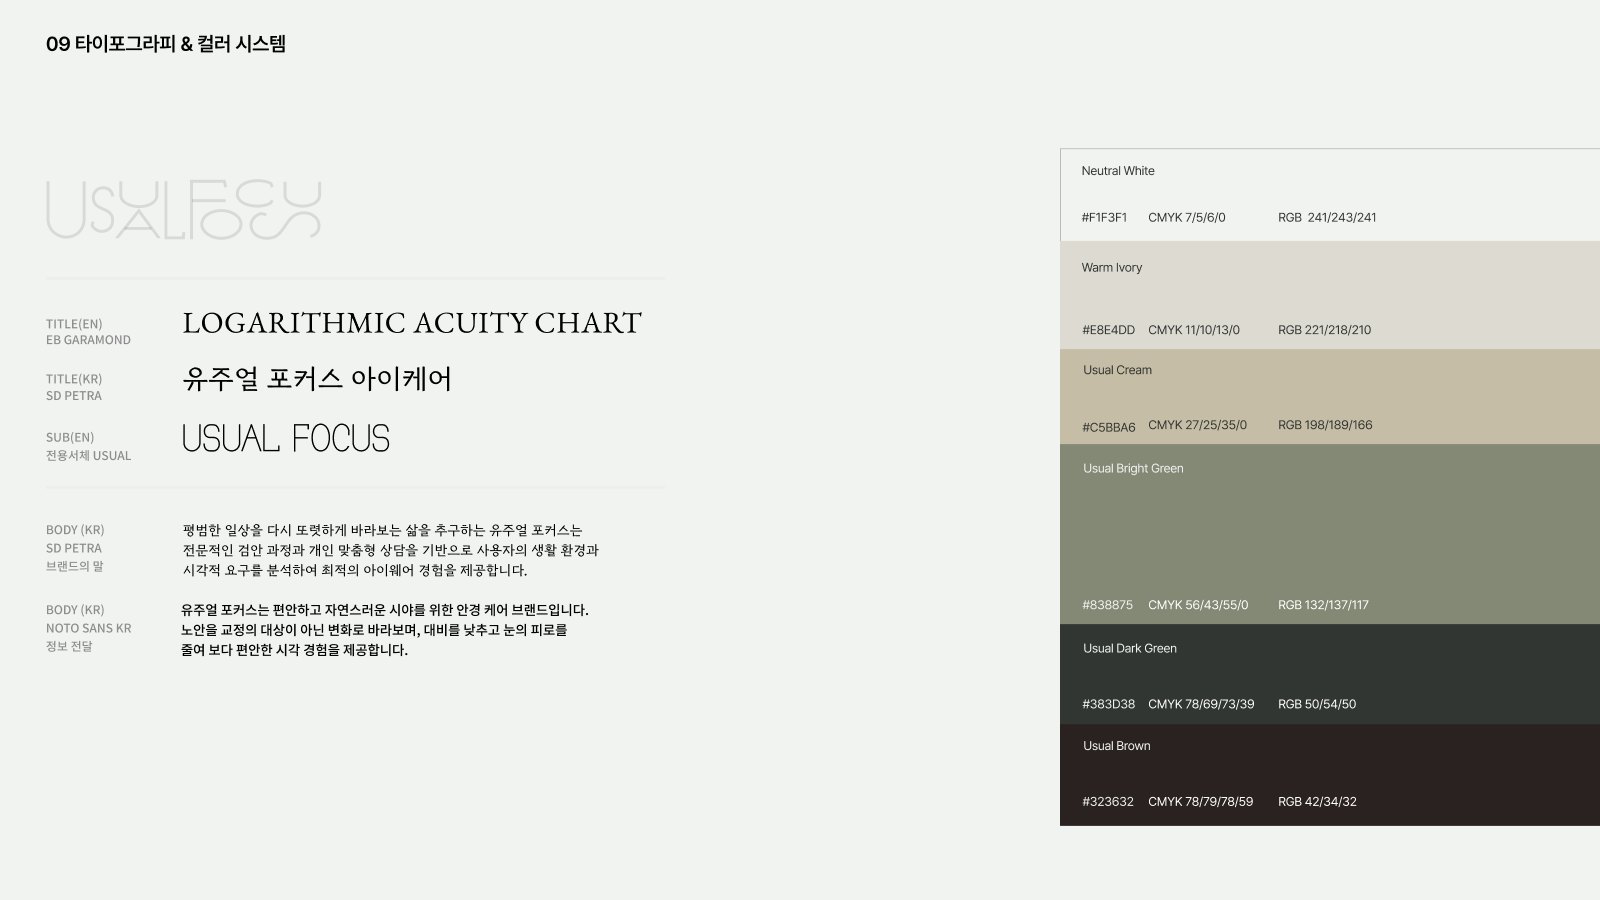 09 타이포그라피 & 컬러 시스템
USUAL FOCUS
TITLE(EN)
EB GARAMOND
LOGARITHMIC ACUITY CHART
TITLE(KR)
SD PETRA
유주얼 포커스 아이케어
SUB(EN)
전용서체 USUAL
USUAL FOCUS
BODY (KR)
SD PETRA
브랜드의 말
평범한 일상을 다시 또렷하게 바라보는 삶을 추구하는 유주얼 포커스는
전문적인 검안 과정과 개인 맞춤형 상담을 기반으로 사용자의 생활 환경과
시각적 요구를 분석하여 최적의 아이웨어 경험을 제공합니다.
BODY (KR)
NOTO SANS KR
정보 전달
유주얼 포커스는 편안하고 자연스러운 시야를 위한 안경 케어 브랜드입니다.
노안을 교정의 대상이 아닌 변화로 바라보며, 대비를 낮추고 눈의 피로를
줄여 보다 편안한 시각 경험을 제공합니다.
Neutral White
#F1F3F1 CMYK 7/5/6/0 RGB 241/243/241
Warm Ivory
#E8E4DD CMYK 11/10/13/0 RGB 221/218/210
Usual Cream
#C5BBA6 CMYK 27/25/35/0 RGB 198/189/166
Usual Bright Green
#838875 CMYK 56/43/55/0 RGB 132/137/117
Usual Dark Green
#383D38 CMYK 78/69/73/39 RGB 50/54/50
Usual Brown
#323632 CMYK 78/79/78/59 RGB 42/34/32